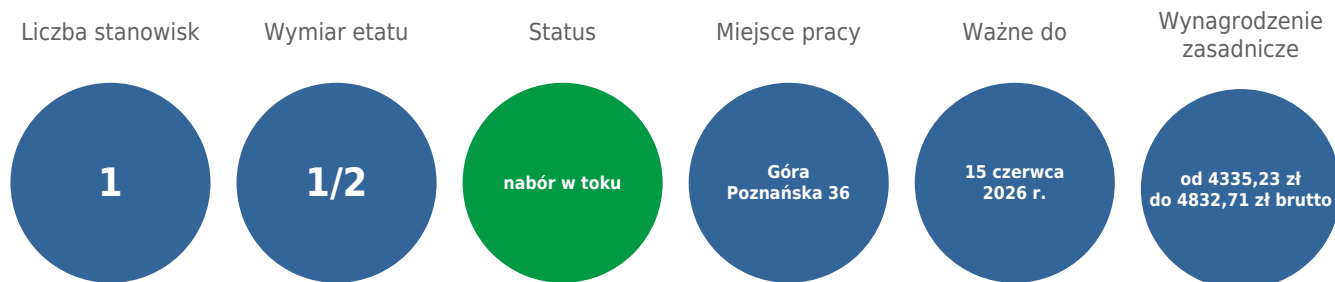 Liczba stanowisk
1
Wymiar etatu
1/2
Status
nabór w toku
Miejsce pracy
Góra
Poznańska 36
Ważne do
15 czerwca
2026 r.
Wynagrodzenie
zasadnicze
od 4335,23 zł
do 4832,71 zł brutto